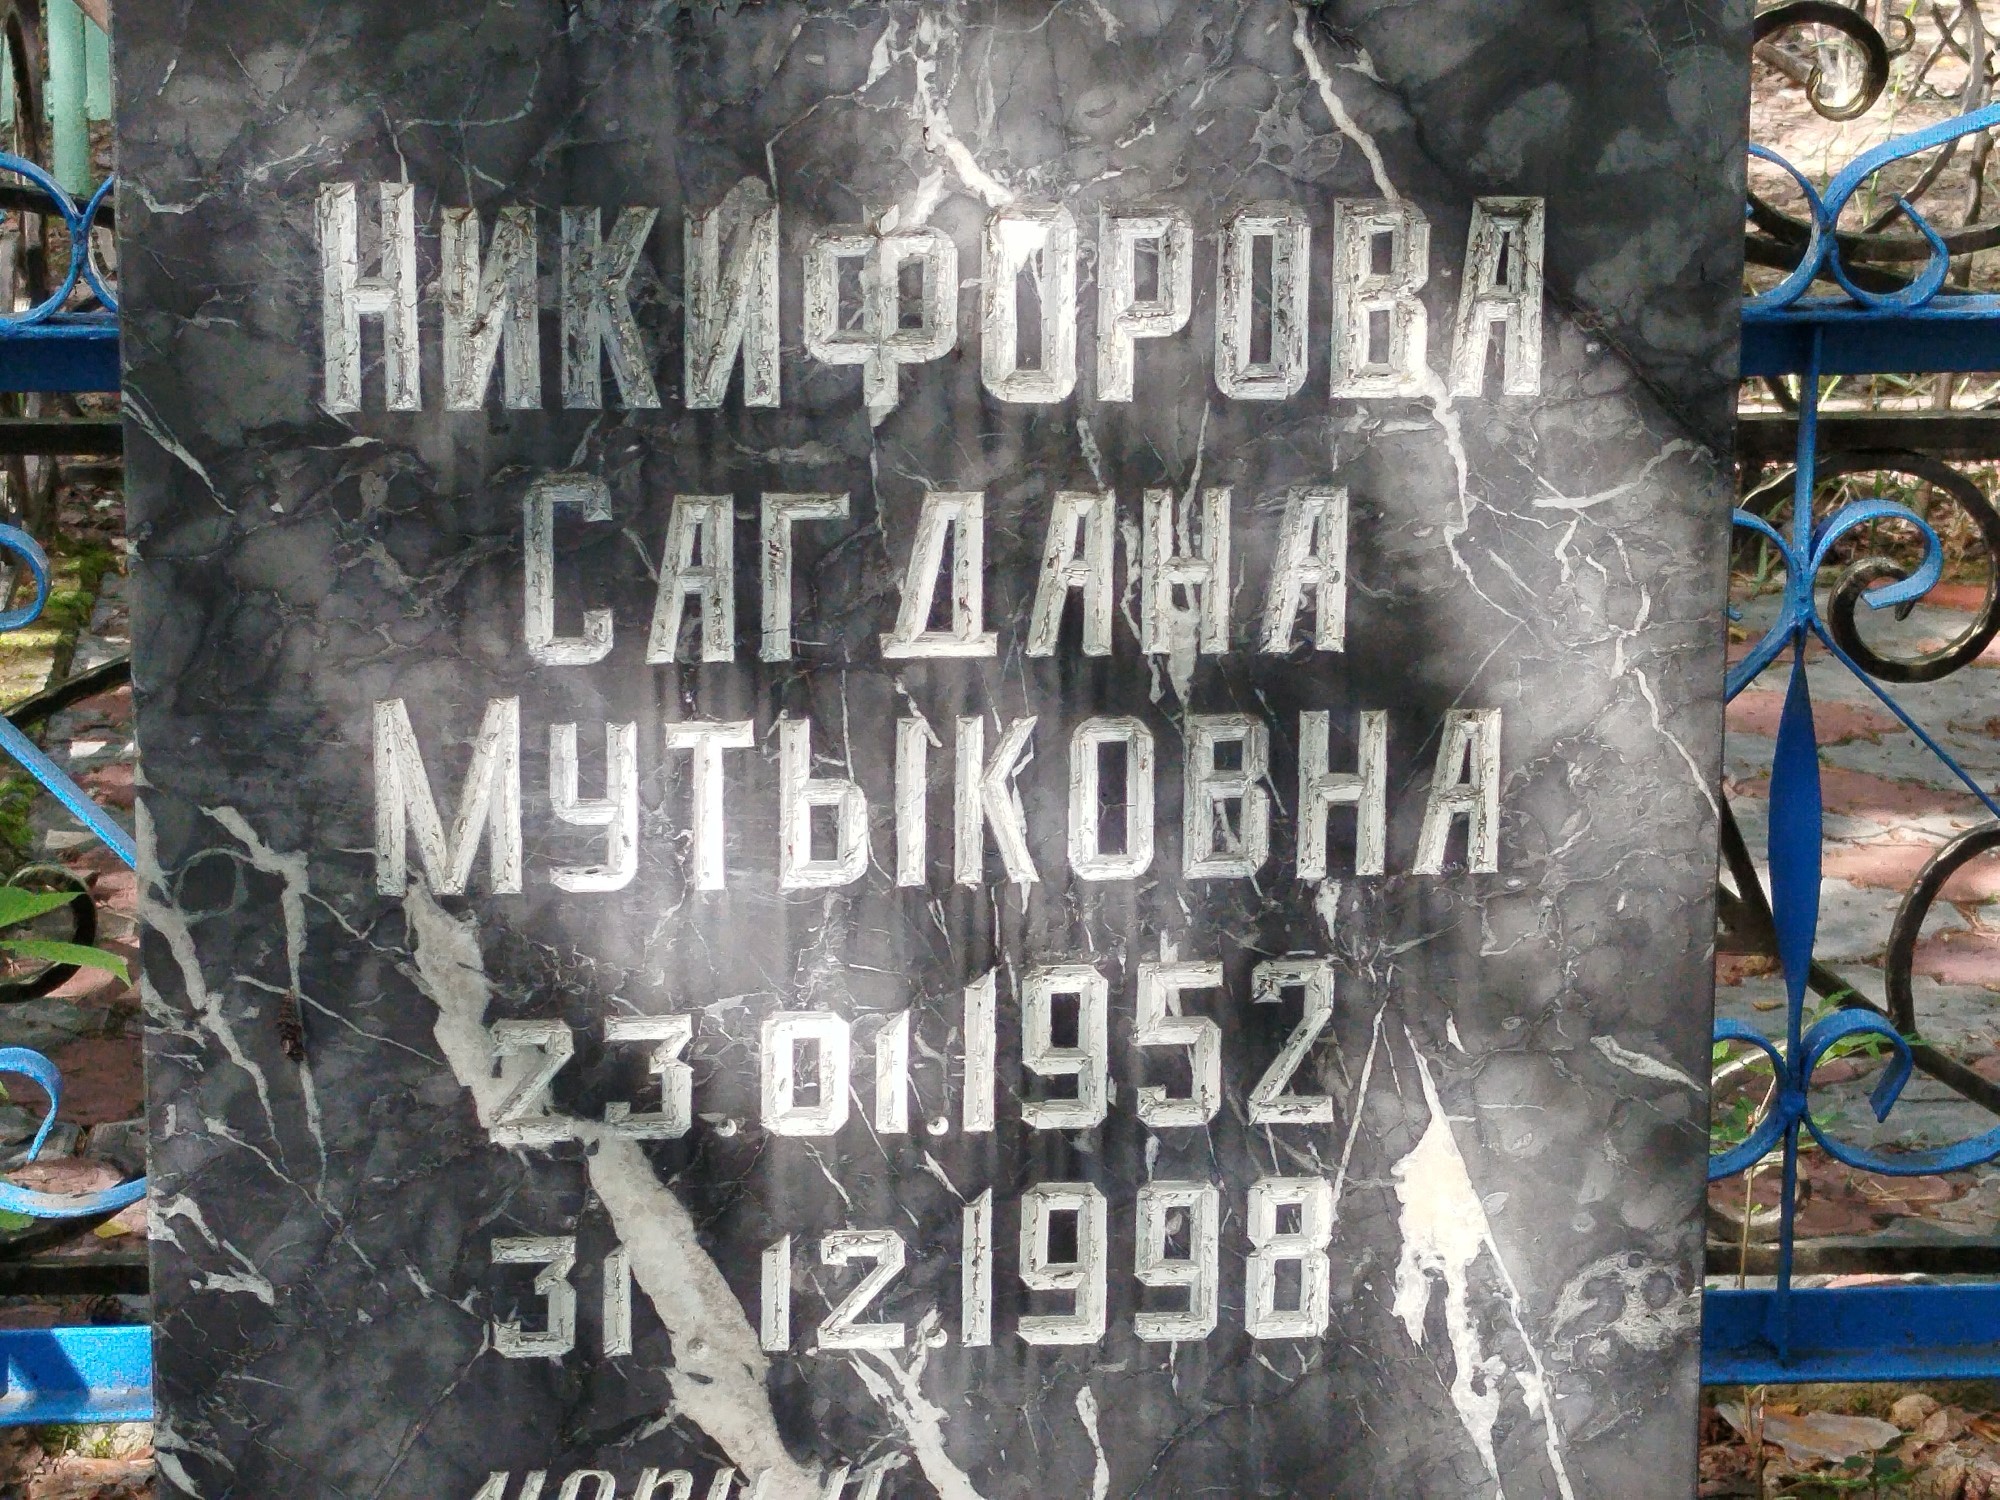 Никифорова
Сагдана
Мутыковна
23.01.1952
31 12.1998